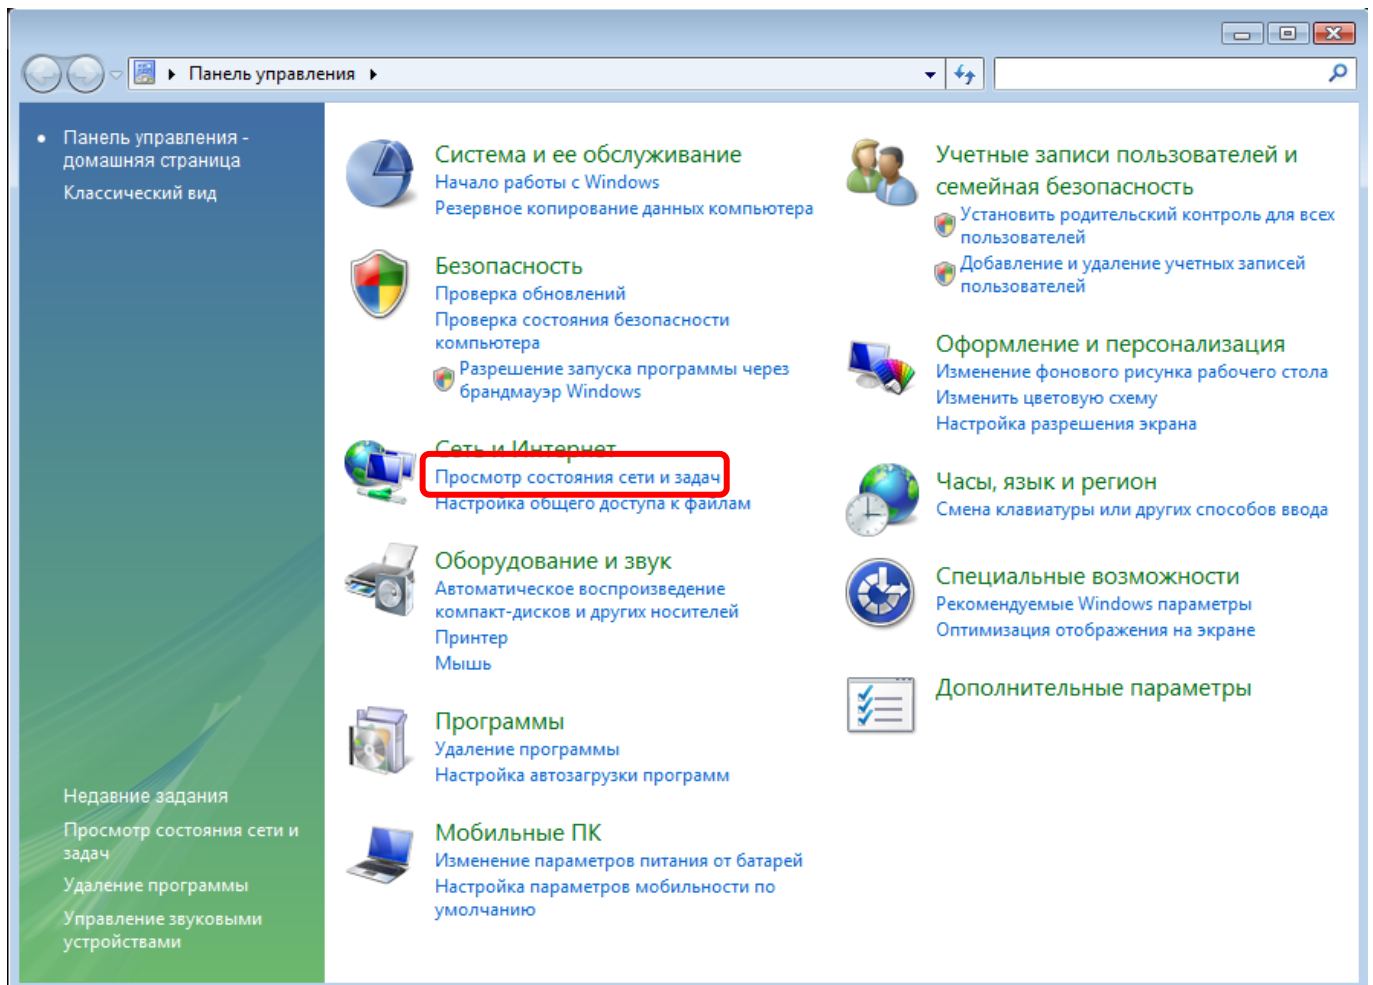 Панель управления
Панель управления -
домашняя страница
Классический вид
Система и ее обслуживание
Начало работы с Windows
Резервное копирование данных компьютера
Безопасность
Проверка обновлений
Проверка состояния безопасности
компьютера
Разрешение запуска программы через
брандмауэр Windows
Сеть и Интернет
Просмотр состояния сети и задач
Настройка общего доступа к файлам
Оборудование и звук
Автоматическое воспроизведение
компакт-дисков и других носителей
Принтер
Мышь
Программы
Удаление программы
Настройка автозагрузки программ
Мобильные ПК
Изменение параметров питания от батарей
Настройка параметров мобильности по
умолчанию
Учетные записи пользователей и
семейная безопасность
Установить родительский контроль для всех
пользователей
Добавление и удаление учетных записей
пользователей
Оформление и персонализация
Изменение фонового рисунка рабочего стола
Изменить цветовую схему
Настройка разрешения экрана
Часы, язык и регион
Смена клавиатуры или других способов ввода
Специальные возможности
Рекомендуемые Windows параметры
Оптимизация отображения на экране
Дополнительные параметры
Недавние задания
Просмотр состояния сети и
задач
Удаление программы
Управление звуковыми
устройствами